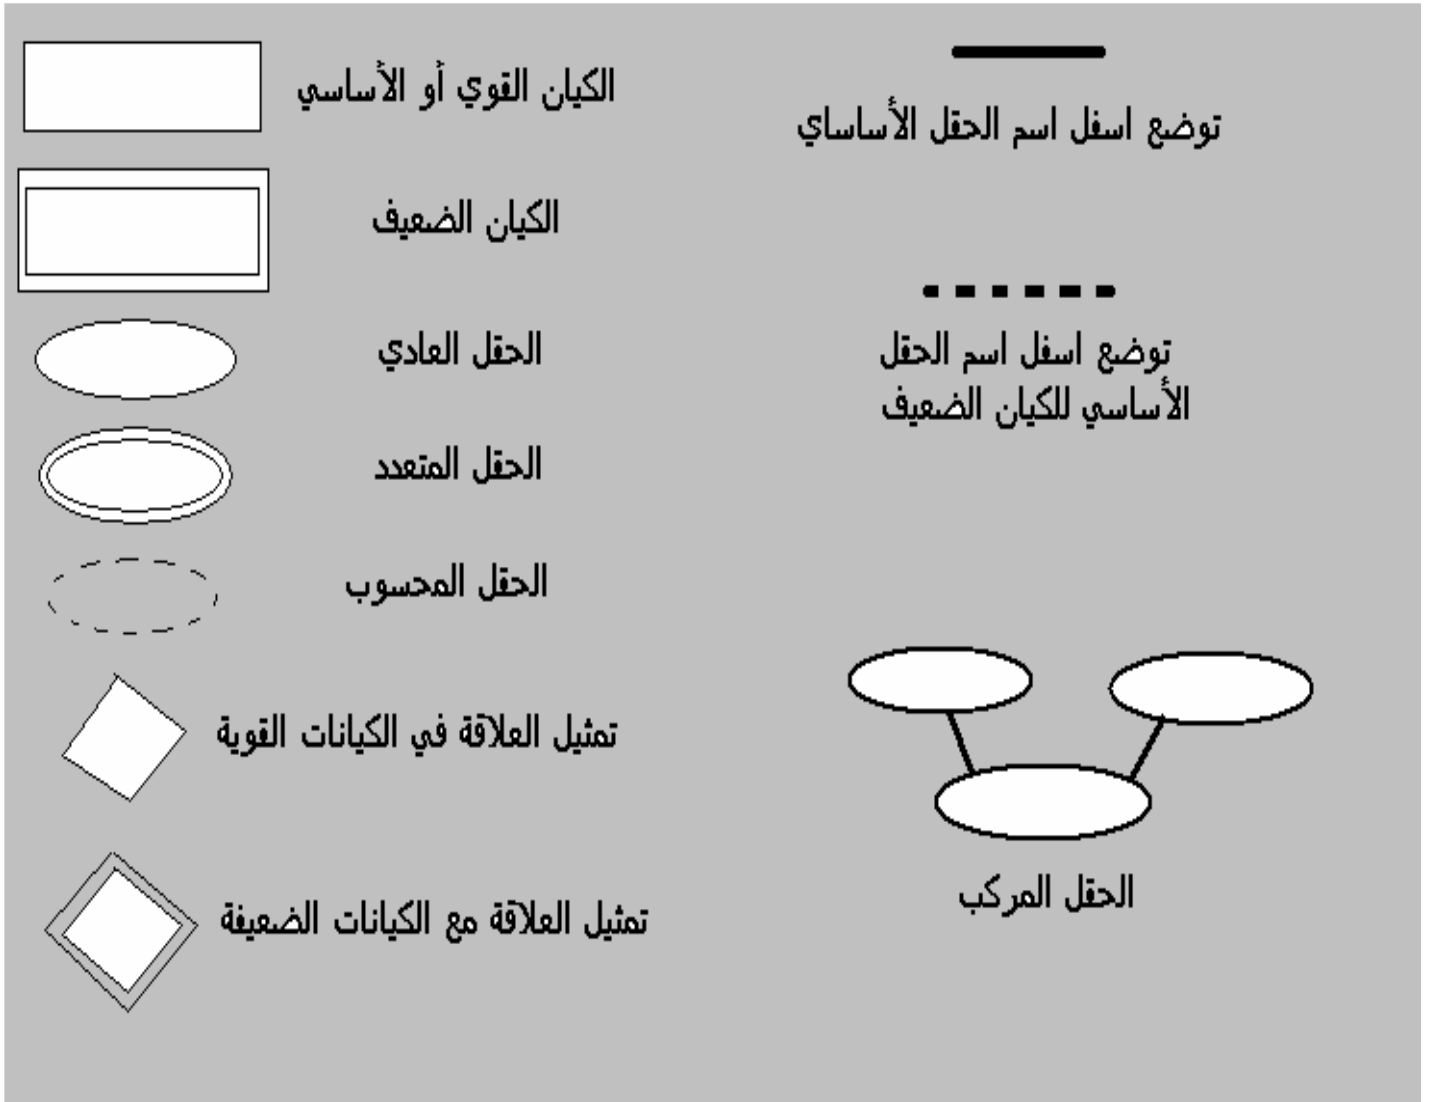 الكيان القوي أو الأساسي
توضع اسفل اسم الحقل الأساساي
الكيان الضعيف
توضع اسفل اسم الحقل
الأساسي للكيان الضعيف
الحقل العادي
الحقل المتعدد
الحقل المحسوب
تمثيل العلاقة في الكيانات القوية
الحقل المركب
تمثيل العلاقة مع الكيانات الضعيفة